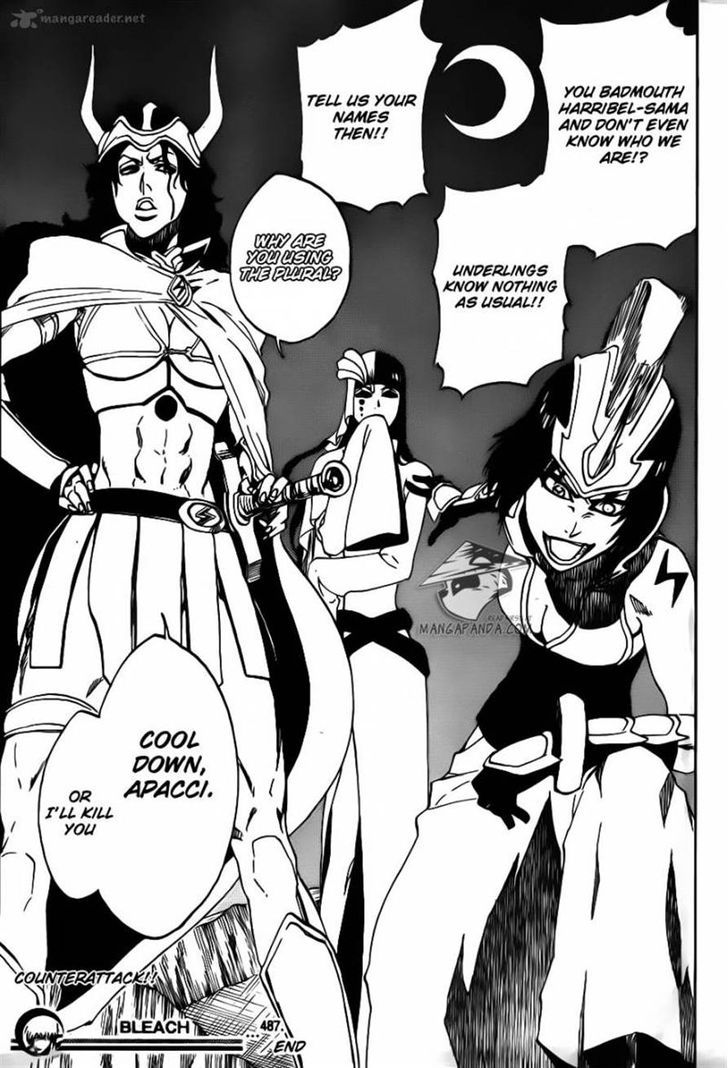 mangareader.net
YOU BADMOUTH
HARRIBEL-SAMA
AND DON'T EVEN
KNOW WHO WE
ARE!?
TELL US YOUR
NAMES
THEN!!
UNDERLINGS
KNOW NOTHING
AS USUAL!!
WHY ARE
YOU USING
THE PLURAL?
MANGAPANDA.COM
COOL
DOWN,
APACCI.
OR
I'LL KILL
YOU
COUNTERATTACK!!
BLEACH 487.
... END